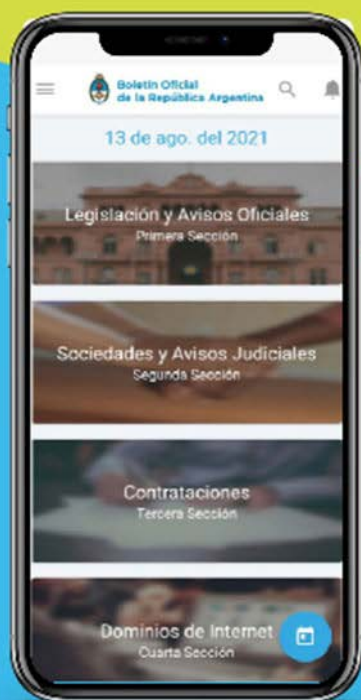 Boletín Oficial
de la República Argentina
13 de ago. del 2021
Legislación y Avisos Oficiales
Primera Sección
Sociedades y Avisos Judiciales
Segunda Sección
Contrataciones
Tercera Sección
Dominios de Internet
Cuarta Sección